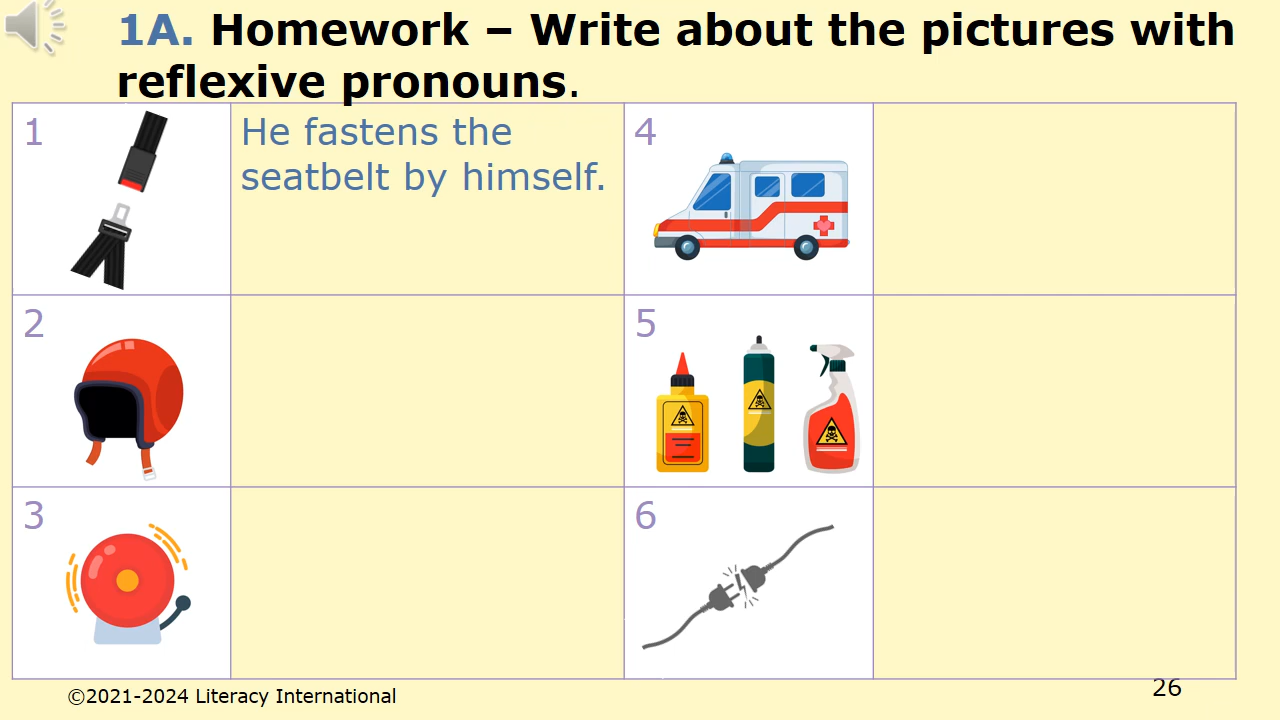 1A. Homework – Write about the pictures with
reflexive pronouns.
1
He fastens the
seatbelt by himself.
4
2
5
3
6
©2021-2024 Literacy International
26